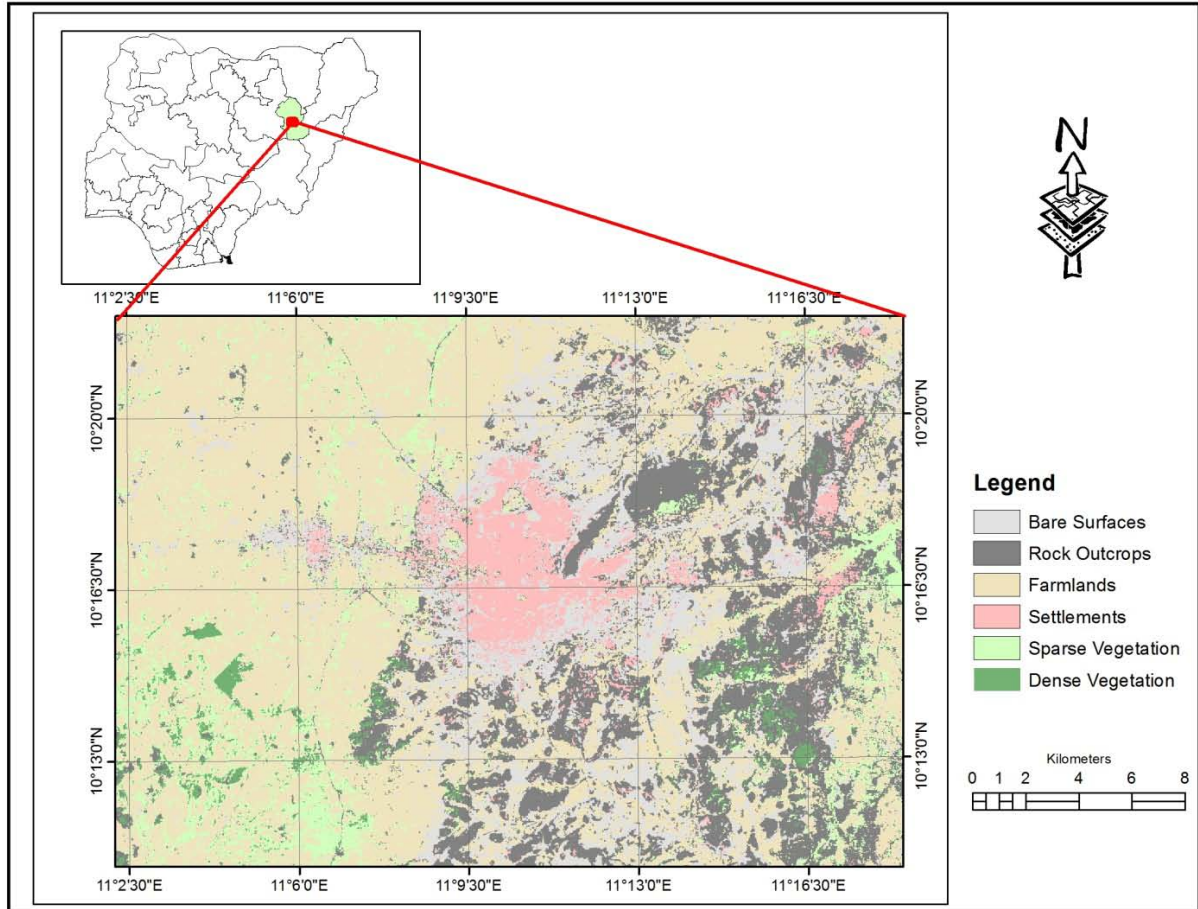 N
11°2'30"E 11°6'0"E 11°9'30"E 11°13'0"E 11°16'30"E
10°20'0"N 10°20'0"N
10°16'30"N 10°16'30"N
10°13'0"N 10°13'0"N
11°2'30"E 11°6'0"E 11°9'30"E 11°13'0"E 11°16'30"E
Legend
Bare Surfaces
Rock Outcrops
Farmlands
Settlements
Sparse Vegetation
Dense Vegetation
Kilometers
0 1 2 4 6 8